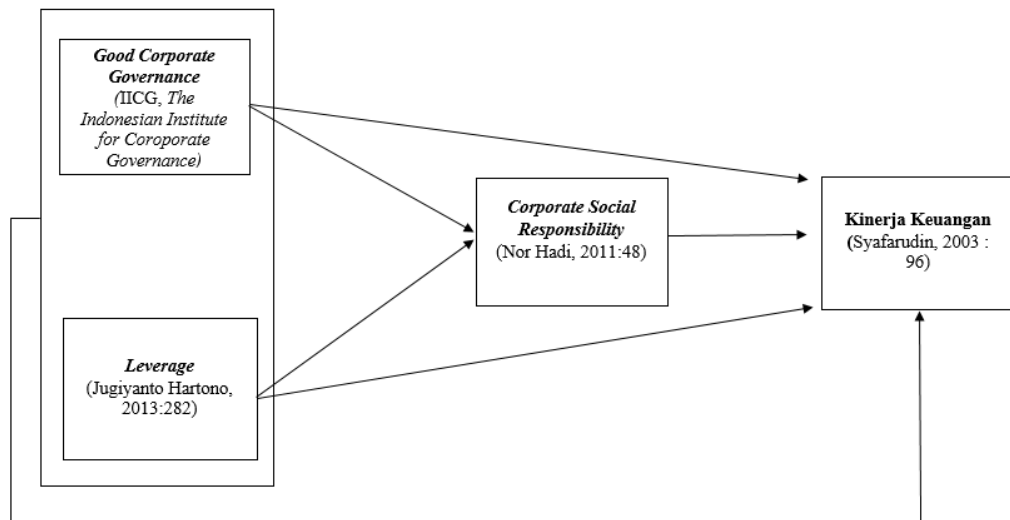 Good Corporate
Governance
(IICG, The
Indonesian Institute
for Coroporate
Governance)
Corporate Social
Responsibility
(Nor Hadi, 2011:48)
Kinerja Keuangan
(Syafarudin, 2003 :
96)
Leverage
(Jugiyanto Hartono,
2013:282)